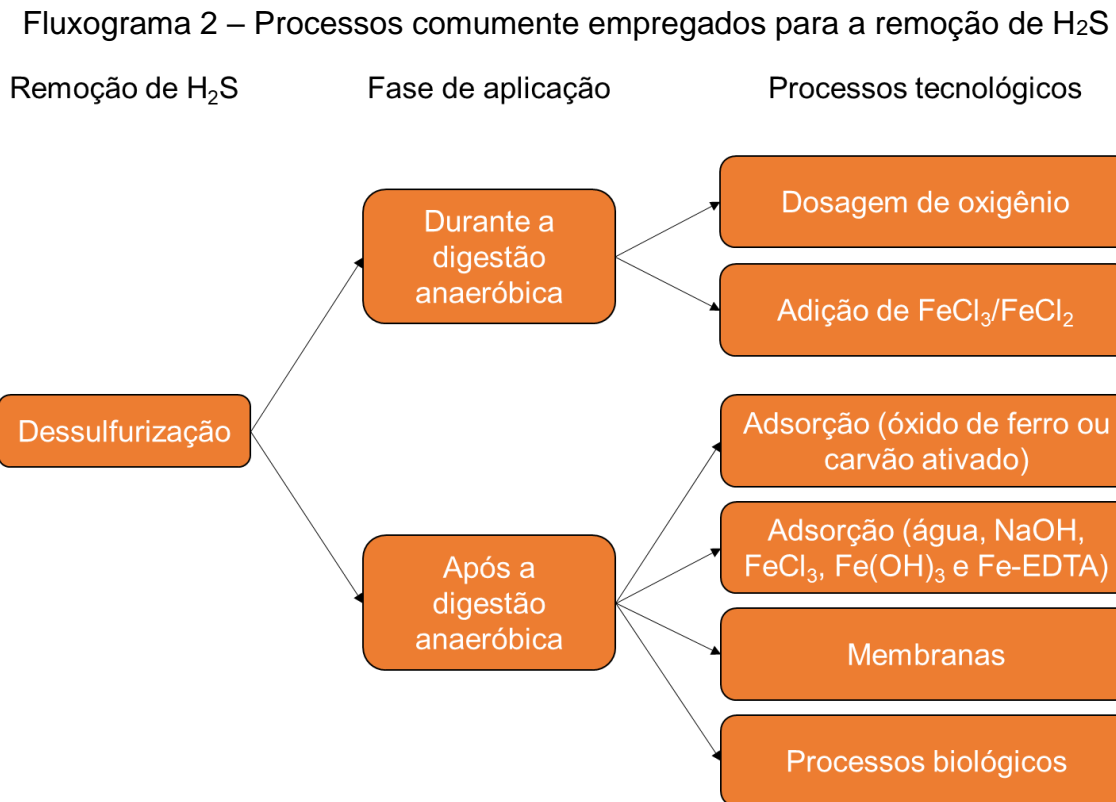 Fluxograma 2 – Processos comumente empregados para a remoção de H₂S
Remoção de H₂S
Fase de aplicação
Processos tecnológicos
Dessulfurização
Durante a
digestão
anaeróbica
Dosagem de oxigênio
Adição de FeCl₃/FeCl₂
Após a
digestão
anaeróbica
Adsorção (óxido de ferro ou
carvão ativado)
Adsorção (água, NaOH,
FeCl₃, Fe(OH)₃ e Fe-EDTA)
Membranas
Processos biológicos